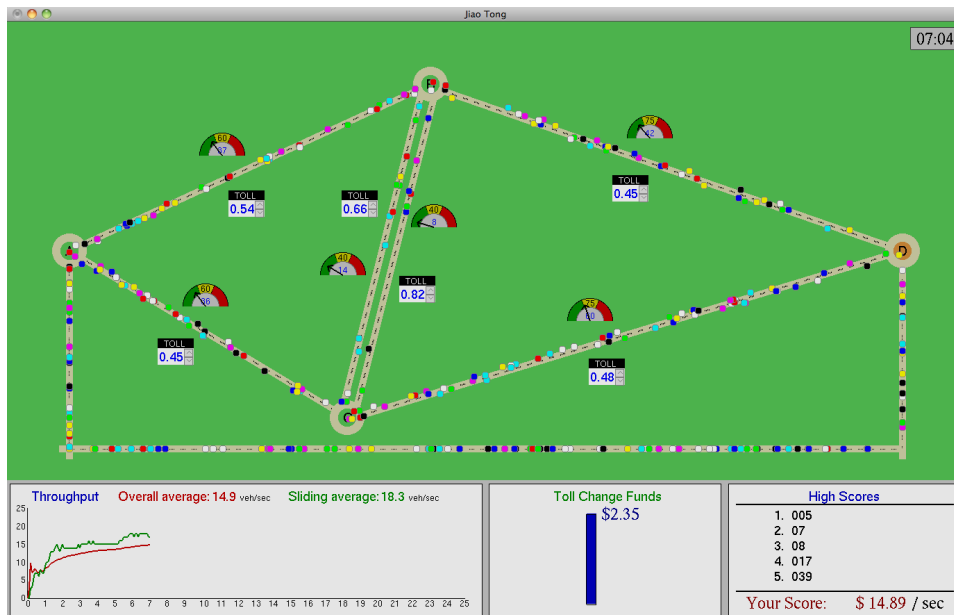 Jiao Tong
07:04
B
60
37
75
42
TOLL
0.54
TOLL
0.66
TOLL
0.45
40
8
A
D
40
14
TOLL
0.82
60
36
75
60
TOLL
0.45
TOLL
0.48
C
Throughput Overall average: 14.9 veh/sec Sliding average: 18.3 veh/sec
25
20
15
10
5
0
0 1 2 3 4 5 6 7 8 9 10 11 12 13 14 15 16 17 18 19 20 21 22 23 24 25
Toll Change Funds
$2.35
High Scores
1. 005
2. 07
3. 08
4. 017
5. 039
Your Score: $ 14.89 / sec